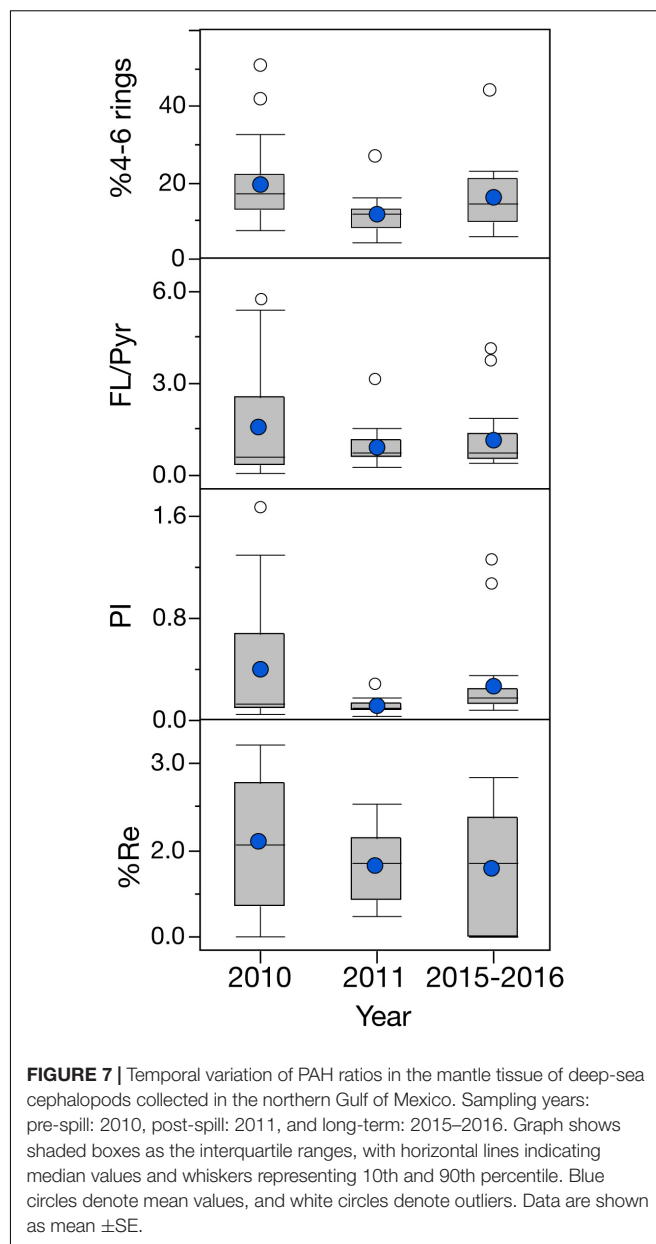 %4-6 rings
40
20
0
FL/Pyr
6.0
3.0
0.0
PI
1.6
0.8
0.0
%Re
3.0
2.0
0.0
2010 2011 2015-2016
Year
FIGURE 7 | Temporal variation of PAH ratios in the mantle tissue of deep-sea
cephalopods collected in the northern Gulf of Mexico. Sampling years:
pre-spill: 2010, post-spill: 2011, and long-term: 2015–2016. Graph shows
shaded boxes as the interquartile ranges, with horizontal lines indicating
median values and whiskers representing 10th and 90th percentile. Blue
circles denote mean values, and white circles denote outliers. Data are shown
as mean ±SE.